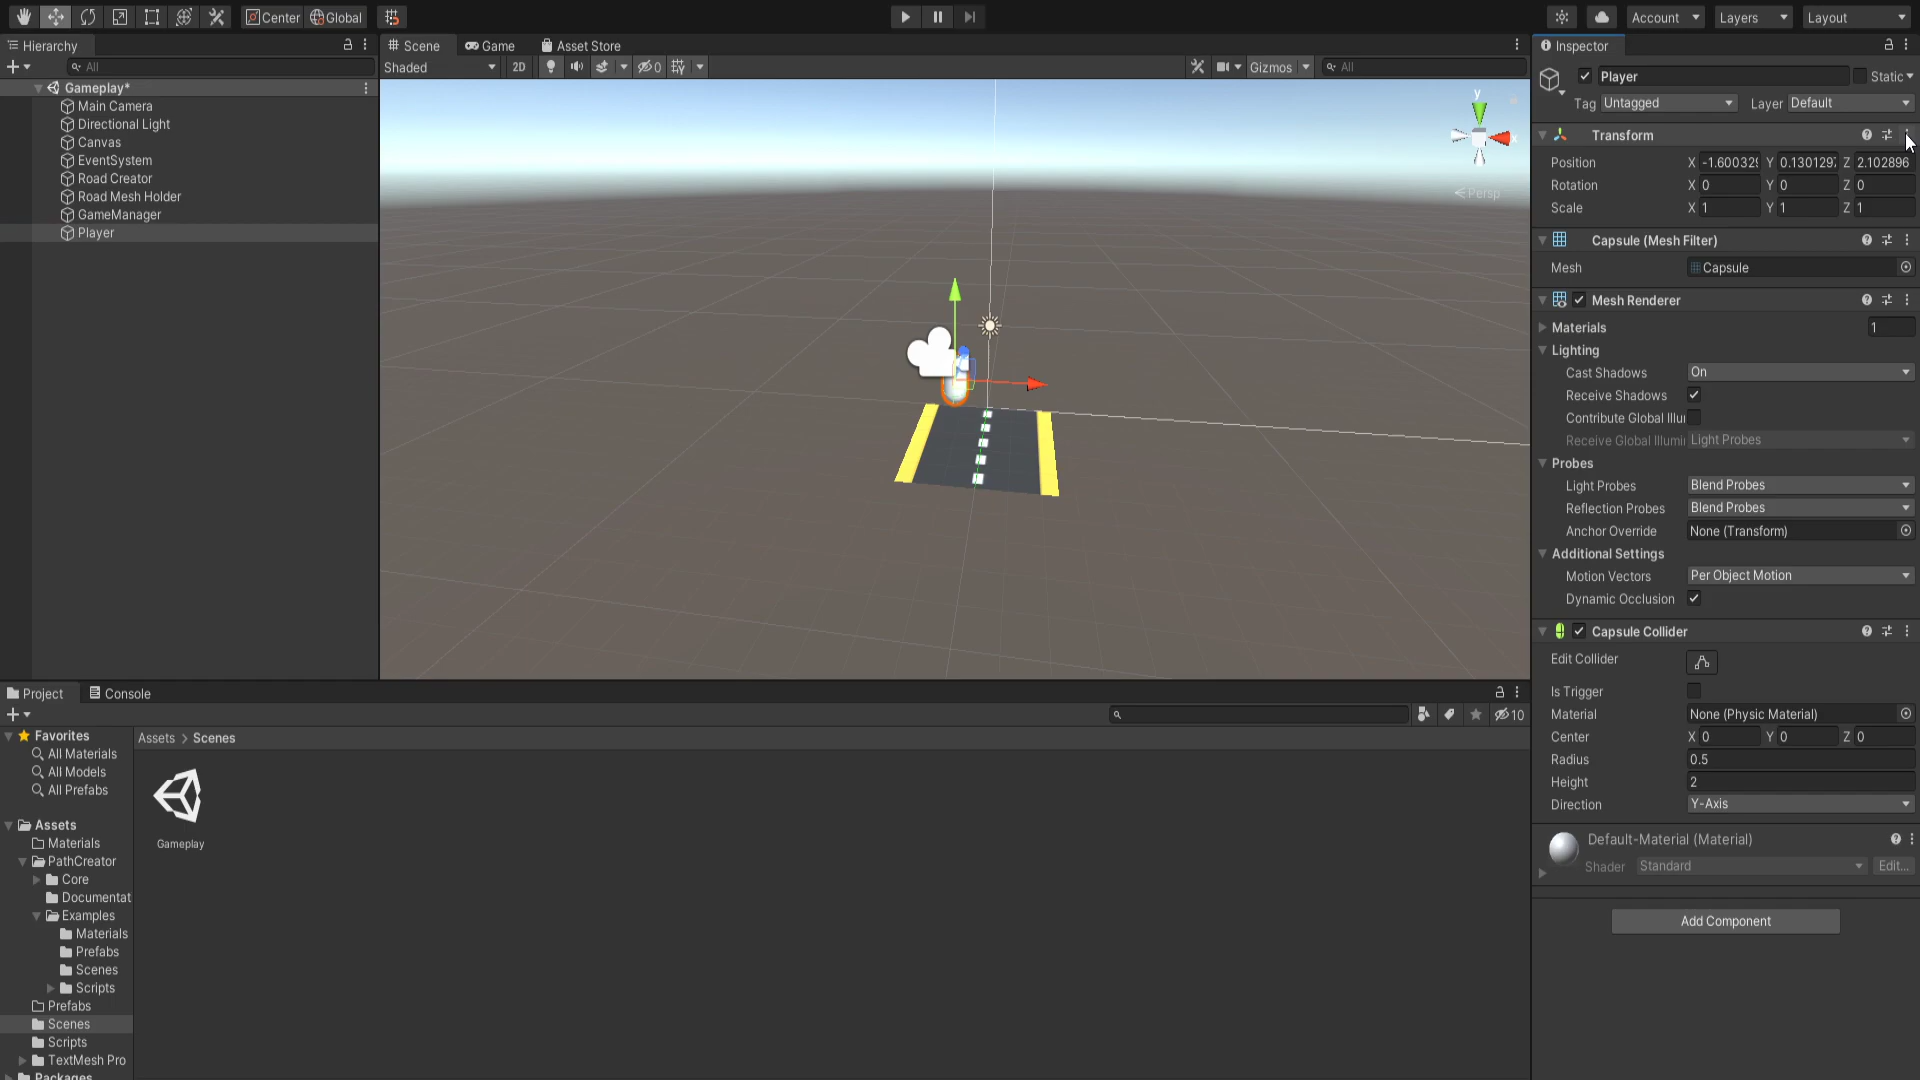 Center Global
Account Layers Layout
Hierarchy
All
Gameplay*
Main Camera
Directional Light
Canvas
EventSystem
Road Creator
Road Mesh Holder
GameManager
Player
Scene Game Asset Store
Shaded 2D 0 Gizmos All
y
x
Persp
Inspector
Player Static
Tag Untagged Layer Default
Transform
Position X -1.600329 Y 0.1301297 Z 2.102896
Rotation X 0 Y 0 Z 0
Scale X 1 Y 1 Z 1
Capsule (Mesh Filter)
Mesh Capsule
Mesh Renderer
Materials 1
Lighting
Cast Shadows On
Receive Shadows
Contribute Global Illu
Receive Global Illumi Light Probes
Probes
Light Probes Blend Probes
Reflection Probes Blend Probes
Anchor Override None (Transform)
Additional Settings
Motion Vectors Per Object Motion
Dynamic Occlusion
Capsule Collider
Edit Collider
Is Trigger
Material None (Physic Material)
Center X 0 Y 0 Z 0
Radius 0.5
Height 2
Direction Y-Axis
Default-Material (Material)
Shader Standard Edit...
Add Component
Project Console
10
Favorites
All Materials
All Models
All Prefabs
Assets
Materials
PathCreator
Core
Documentat
Examples
Materials
Prefabs
Scenes
Scripts
Prefabs
Scenes
Scripts
TextMesh Pro
Packages
Assets > Scenes
Gameplay